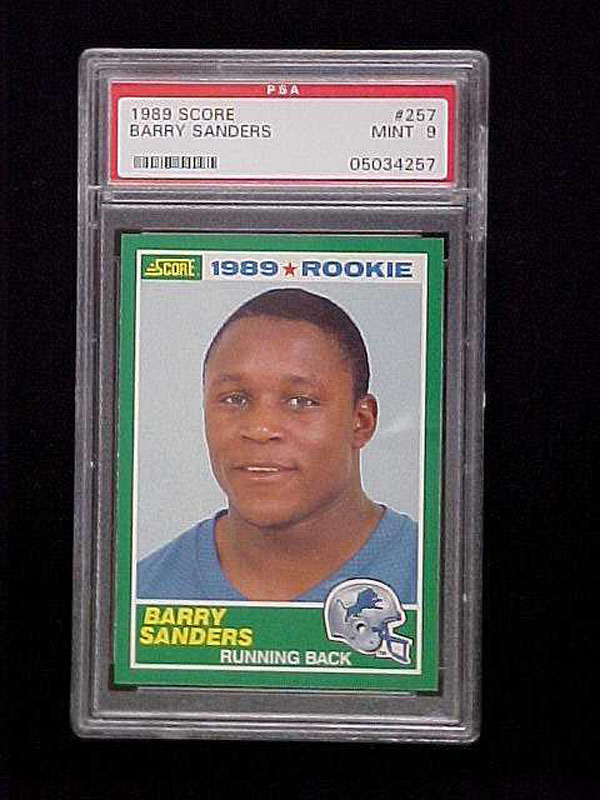 PSA
1989 SCORE #257
BARRY SANDERS MINT 9
05034257
SCORE 1989 ROOKIE
BARRY
SANDERS
RUNNING BACK